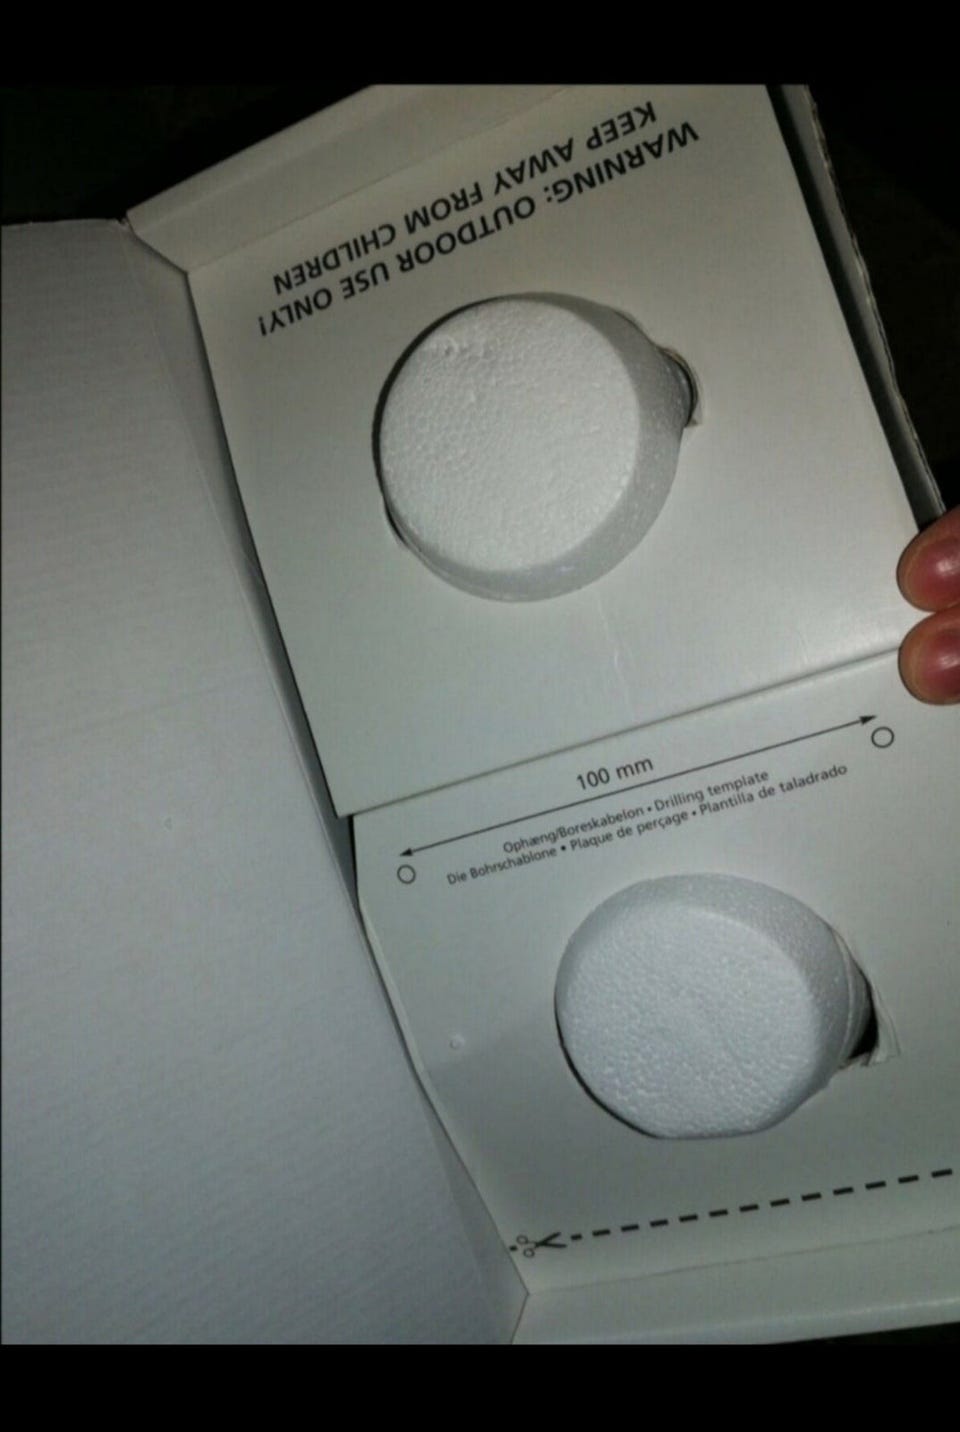 WARNING: OUTDOOR USE ONLY!
KEEP AWAY FROM CHILDREN
100 mm
Ophæng/Boreskabelon • Drilling template
Die Bohrschablone • Plaque de perçage • Plantilla de taladrado